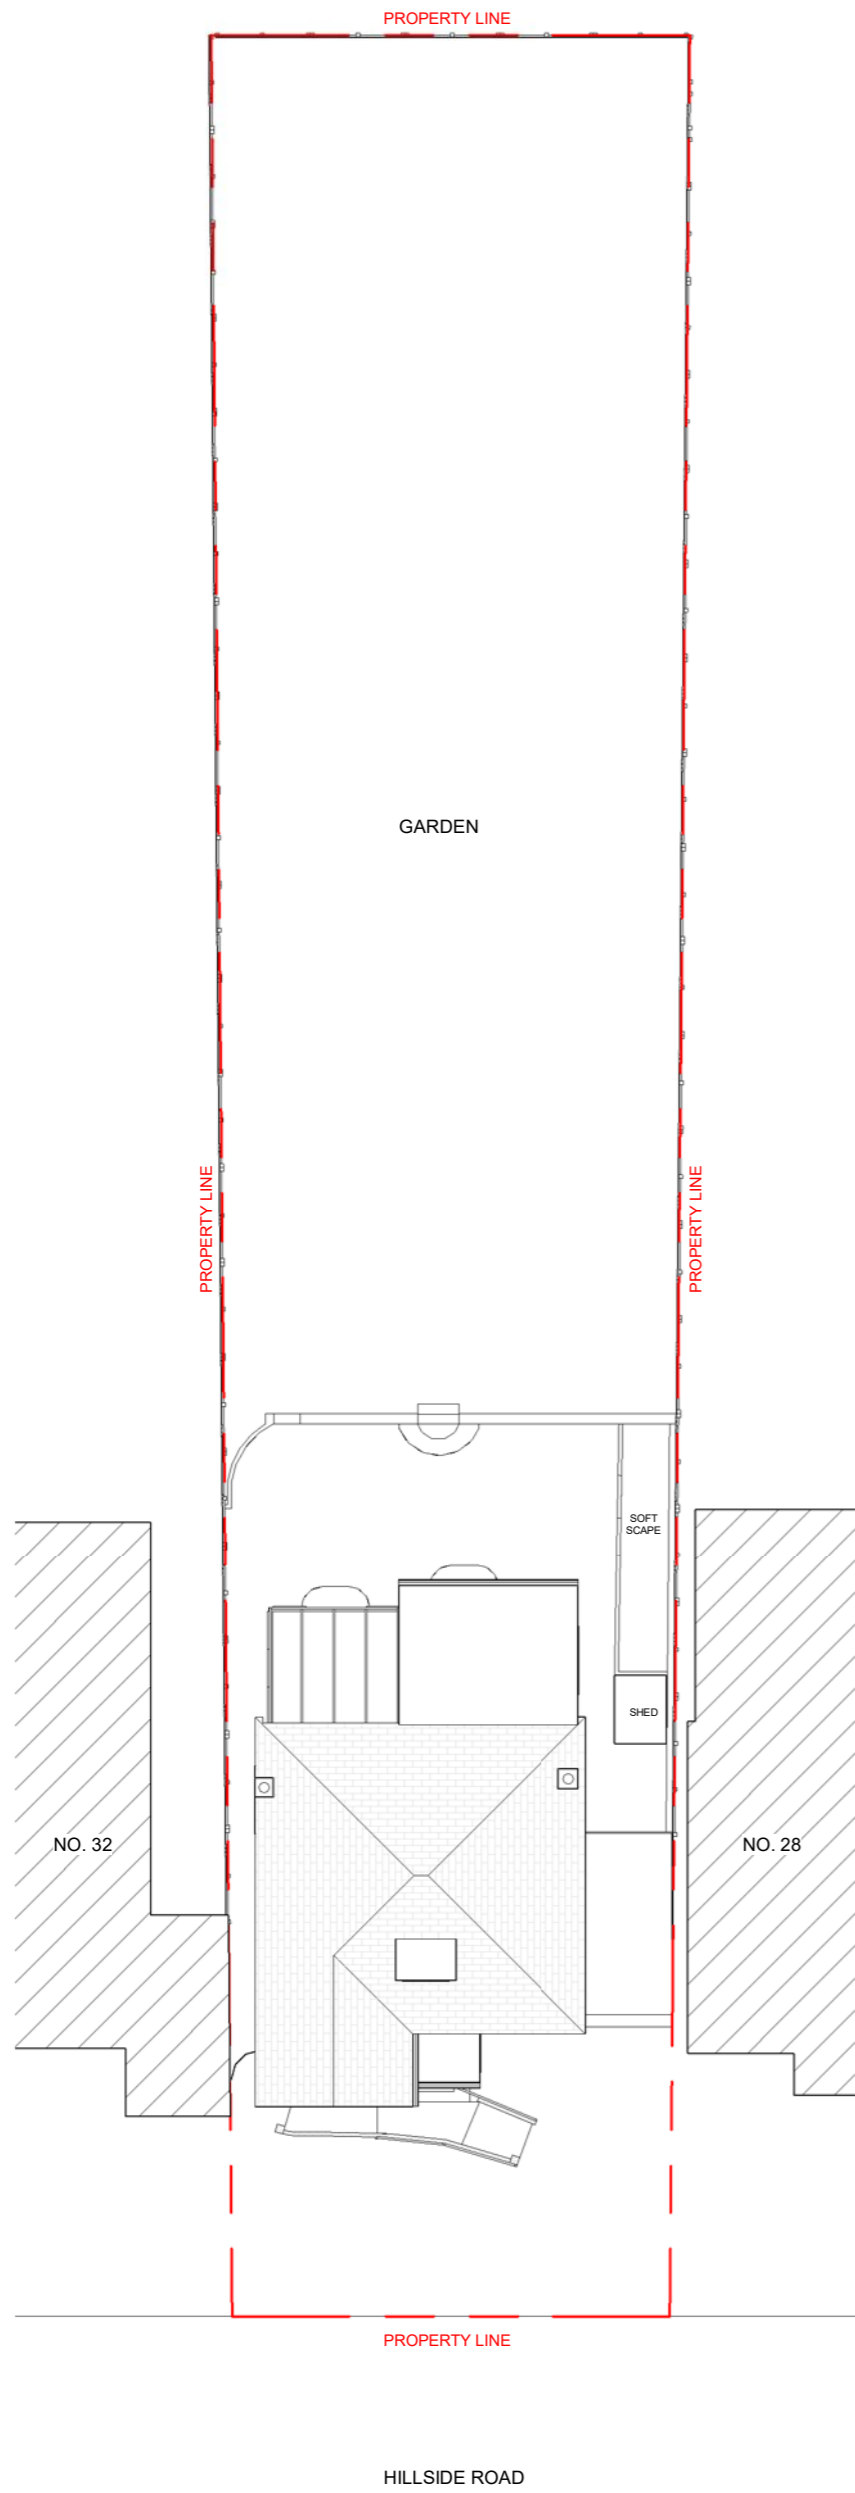 PROPERTY LINE
GARDEN
PROPERTY LINE
PROPERTY LINE
SOFT
SCAPE
SHED
NO. 32
NO. 28
PROPERTY LINE
HILLSIDE ROAD